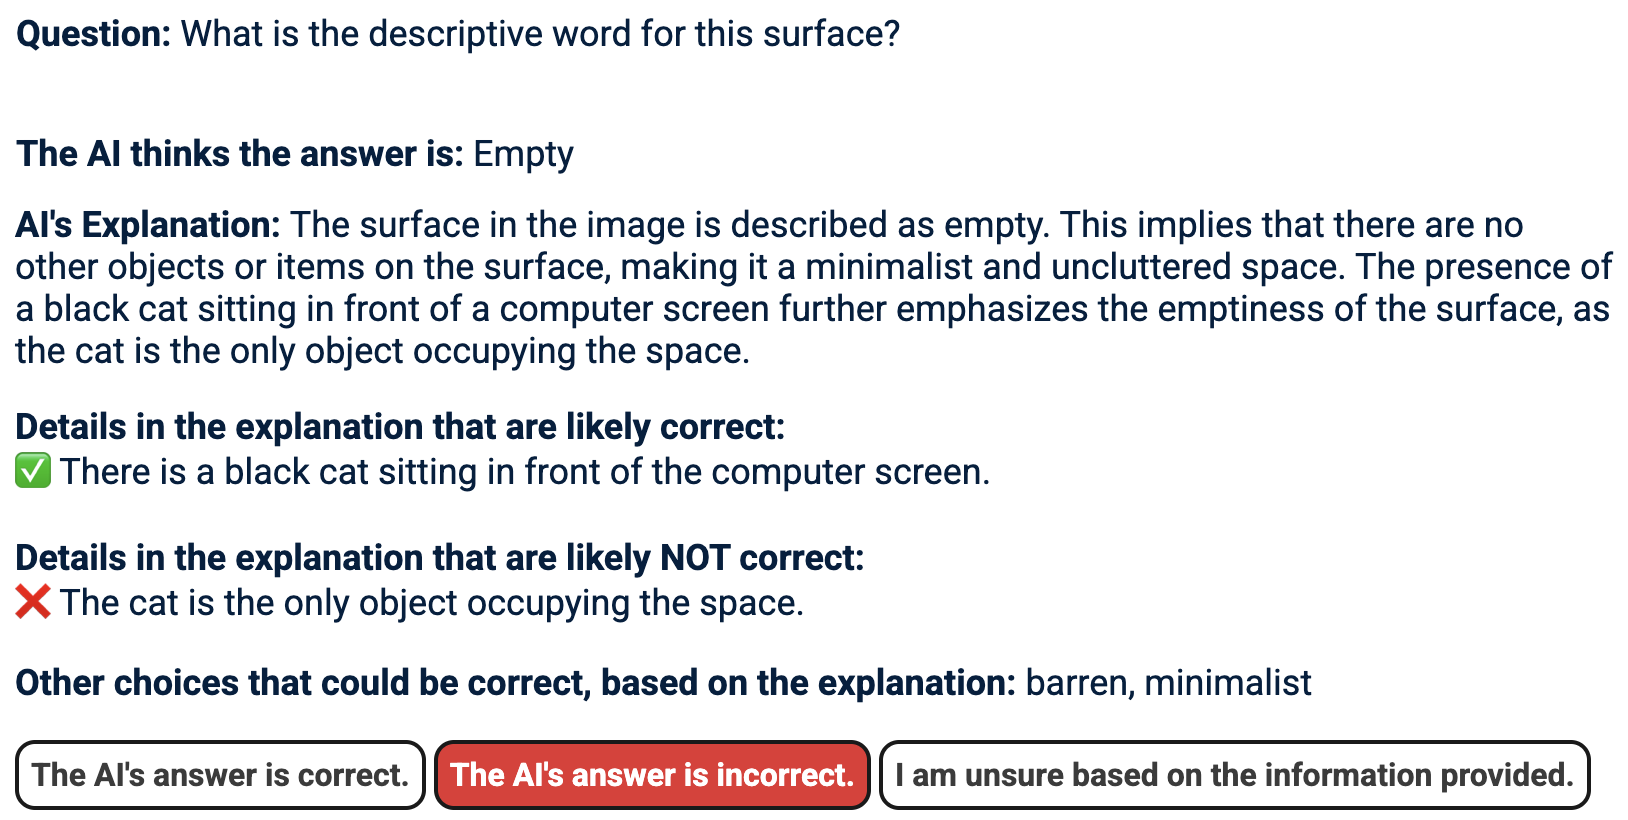 Question: What is the descriptive word for this surface?
The AI thinks the answer is: Empty
AI's Explanation: The surface in the image is described as empty. This implies that there are no
other objects or items on the surface, making it a minimalist and uncluttered space. The presence of
a black cat sitting in front of a computer screen further emphasizes the emptiness of the surface, as
the cat is the only object occupying the space.
Details in the explanation that are likely correct:
✅ There is a black cat sitting in front of the computer screen.
Details in the explanation that are likely NOT correct:
❌ The cat is the only object occupying the space.
Other choices that could be correct, based on the explanation: barren, minimalist
The AI's answer is correct. The AI's answer is incorrect. I am unsure based on the information provided.